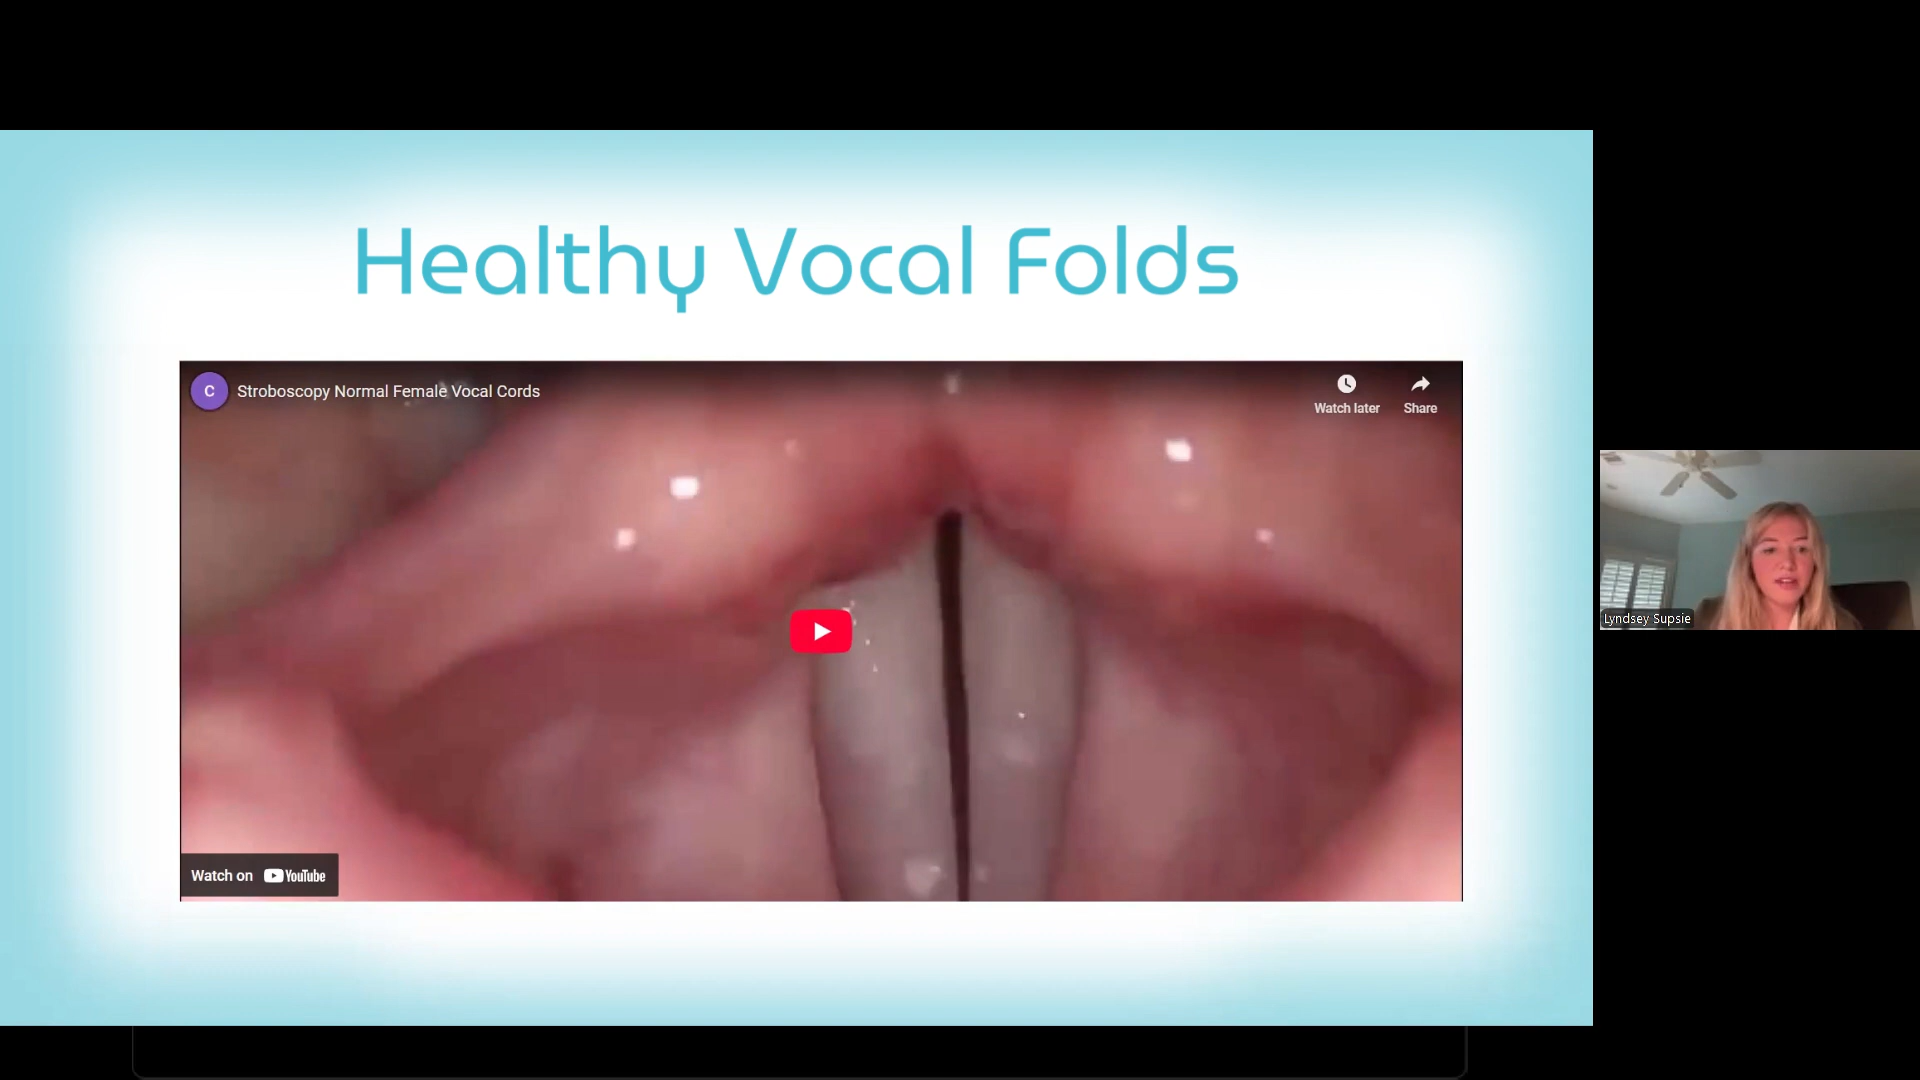 Healthy Vocal Folds
C
Stroboscopy Normal Female Vocal Cords
Watch later
Share
Watch on YouTube
Lyndsey Supsie